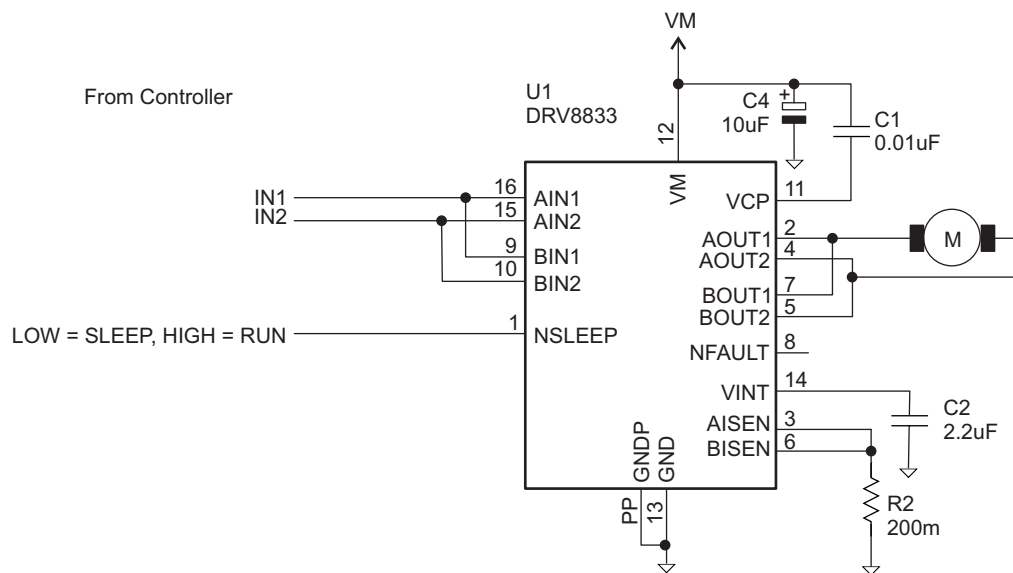 VM
From Controller
U1
DRV8833
C4
10uF
+
C1
0.01uF
12
VM
11
VCP
IN1
IN2
16
AIN1
15
AIN2
9
BIN1
10
BIN2
2
AOUT1
4
AOUT2
M
7
BOUT1
5
BOUT2
LOW = SLEEP, HIGH = RUN
1
NSLEEP
NFAULT
8
VINT
14
AISEN
3
BISEN
6
C2
2.2uF
GNDP
GND
PP
13
R2
200m